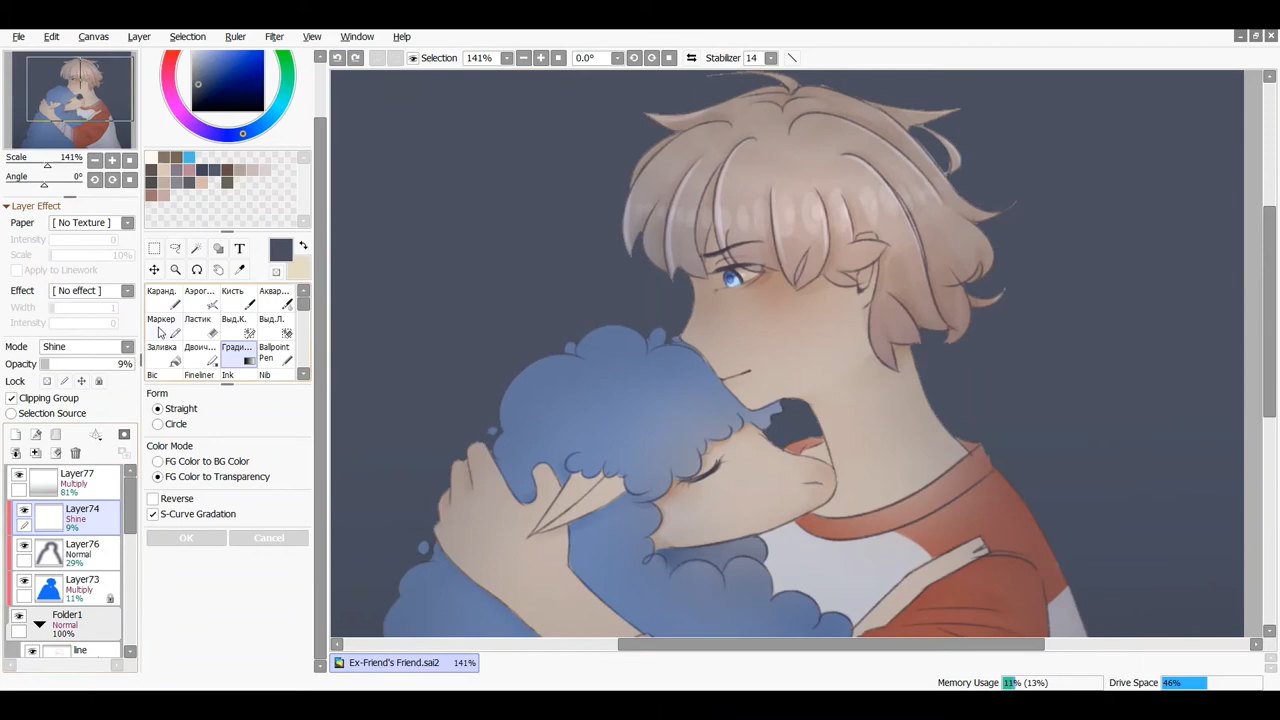 File Edit Canvas Layer Selection Ruler Filter View Window Help
Selection 141% 0.0° Stabilizer 14
Scale 141%
Angle 0°
Layer Effect
Paper [ No Texture ]
Intensity 0
Scale 10%
Apply to Linework
Effect [ No effect ]
Width 1
Intensity 0
Mode Shine
Opacity 9%
Lock
Clipping Group
Selection Source
Layer77
Multiply
81%
Layer74
Shine
9%
Layer76
Normal
29%
Layer73
Multiply
11%
Folder1
Normal
100%
line
T
Каранд. Аэрог... Кисть Аквар...
Маркер Ластик Выд.К. Выд.Л.
Заливка Двоич... Гради... Ballpoint Pen
Bic Fineliner Ink Nib
Form
Straight
Circle
Color Mode
FG Color to BG Color
FG Color to Transparency
Reverse
S-Curve Gradation
OK Cancel
Ex-Friend's Friend.sai2 141%
Memory Usage 11% (13%) Drive Space 46%